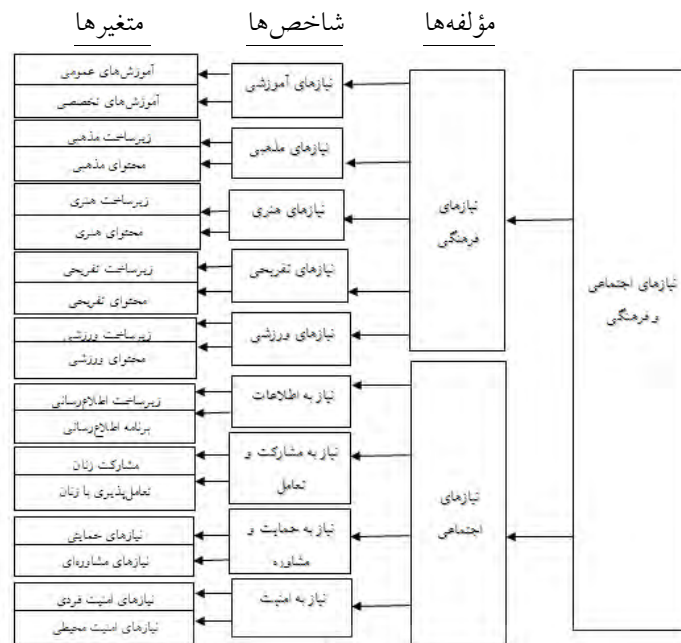 مؤلفه‌ها
شاخص‌ها
متغیرها
نیازهای اجتماعی
و فرهنگی
نیازهای
فرهنگی
نیازهای آموزشی
آموزش‌های عمومی
آموزش‌های تخصصی
نیازهای مذهبی
زیرساخت مذهبی
محتوای مذهبی
نیازهای هنری
زیرساخت هنری
محتوای هنری
نیازهای تفریحی
زیرساخت تفریحی
محتوای تفریحی
نیازهای ورزشی
زیرساخت ورزشی
محتوای ورزشی
نیازهای
اجتماعی
نیاز به اطلاعات
زیرساخت اطلاع‌رسانی
برنامه اطلاع‌رسانی
نیاز به مشارکت و
تعامل
مشارکت زنان
تعامل‌پذیری با زنان
نیاز به حمایت و
مشاوره
نیازهای حمایتی
نیازهای مشاوره‌ای
نیاز به امنیت
نیازهای امنیت فردی
نیازهای امنیت محیطی